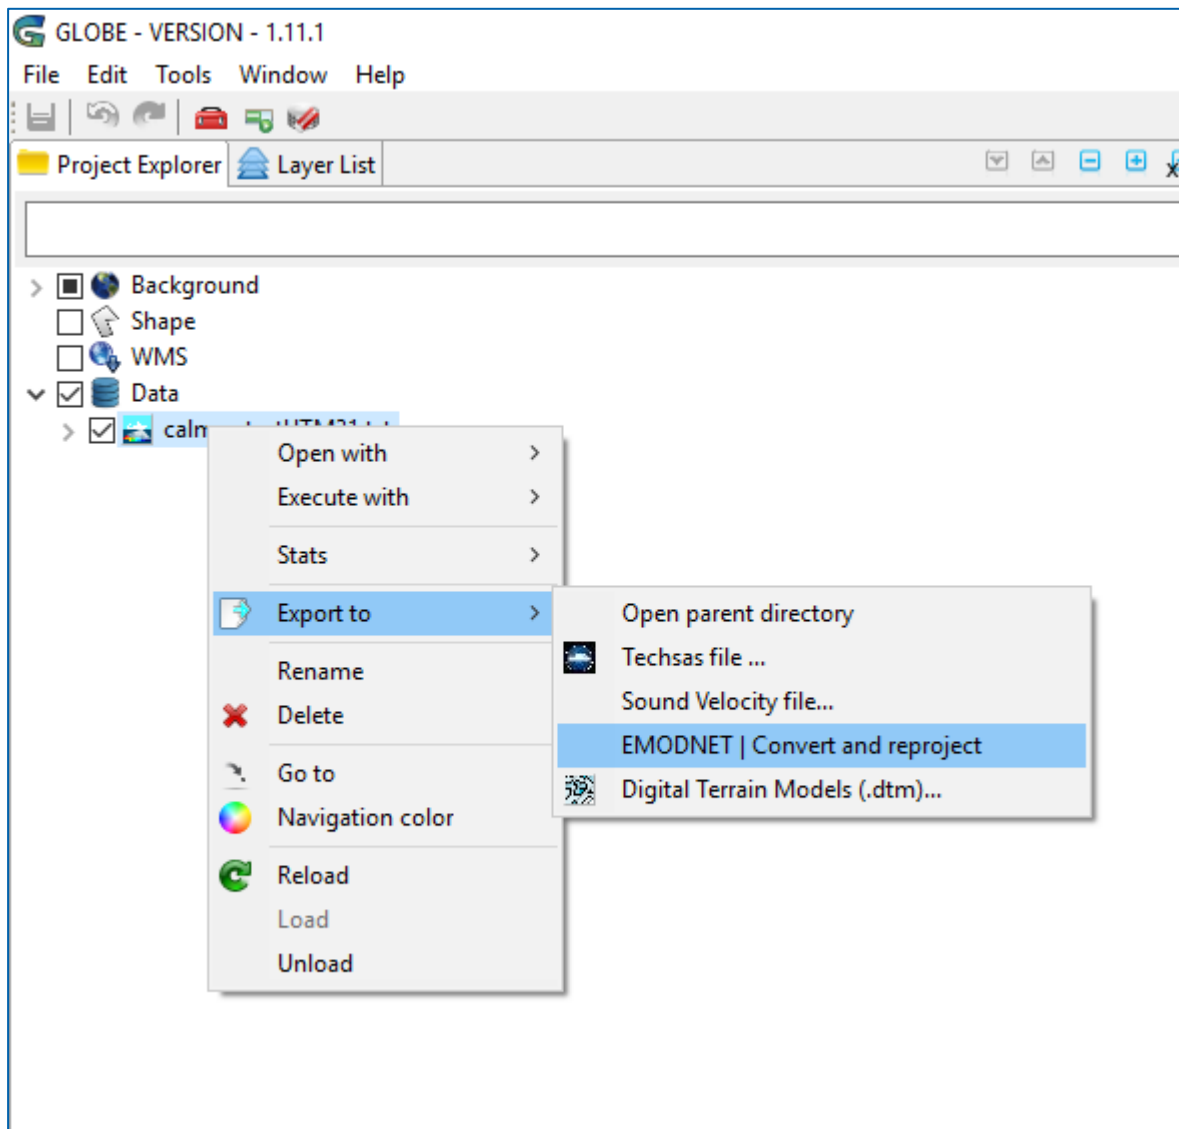 GLOBE - VERSION - 1.11.1
File Edit Tools Window Help
Project Explorer Layer List
Background
Shape
WMS
Data
Open with
Execute with
Stats
Export to
Open parent directory
Techsas file ...
Sound Velocity file...
EMODNET | Convert and reproject
Digital Terrain Models (.dtm)...
Rename
Delete
Go to
Navigation color
Reload
Load
Unload